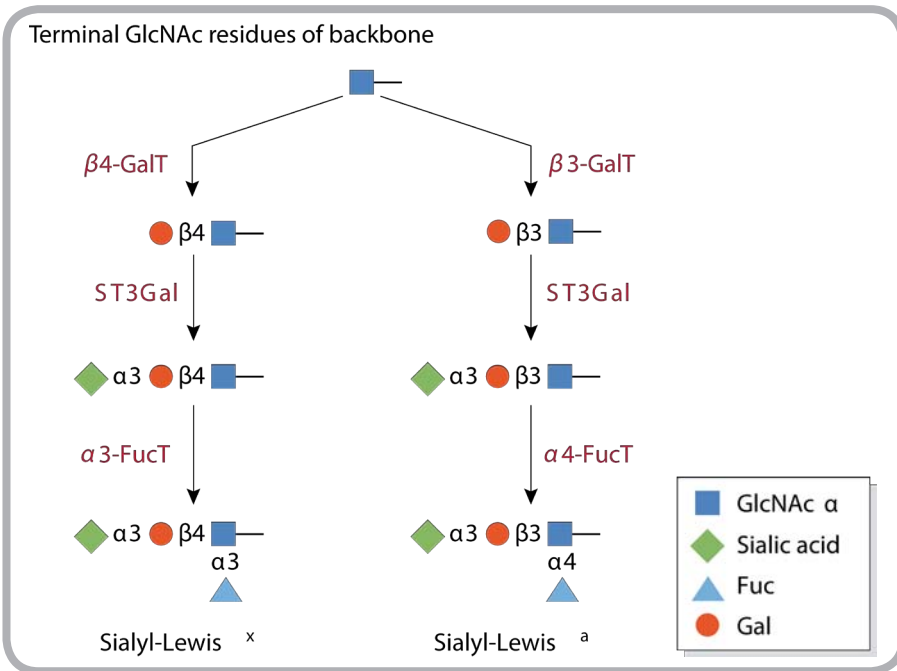 Terminal GlcNAc residues of backbone
β4-GalT
β3-GalT
β4
β3
ST3Gal
ST3Gal
α3 β4
α3 β3
α3-FucT
α4-FucT
α3 β4
α3 β3
α3
α4
Sialyl-Lewis x
Sialyl-Lewis a
GlcNAc α
Sialic acid
Fuc
Gal